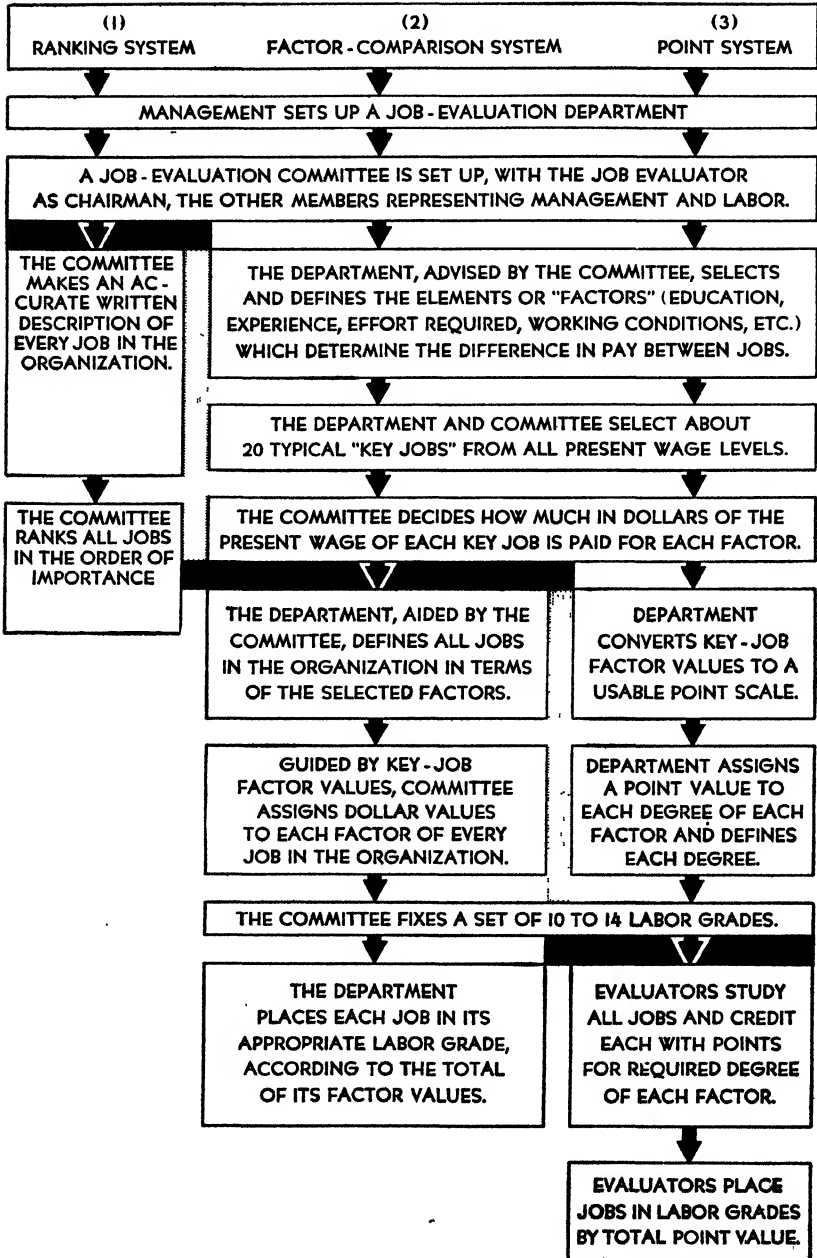 (1)
RANKING SYSTEM
(2)
FACTOR-COMPARISON SYSTEM
(3)
POINT SYSTEM
MANAGEMENT SETS UP A JOB-EVALUATION DEPARTMENT
A JOB-EVALUATION COMMITTEE IS SET UP, WITH THE JOB EVALUATOR
AS CHAIRMAN, THE OTHER MEMBERS REPRESENTING MANAGEMENT AND LABOR.
THE COMMITTEE
MAKES AN AC-
CURATE WRITTEN
DESCRIPTION OF
EVERY JOB IN THE
ORGANIZATION.
THE DEPARTMENT, ADVISED BY THE COMMITTEE, SELECTS
AND DEFINES THE ELEMENTS OR "FACTORS" (EDUCATION,
EXPERIENCE, EFFORT REQUIRED, WORKING CONDITIONS, ETC.)
WHICH DETERMINE THE DIFFERENCE IN PAY BETWEEN JOBS.
THE DEPARTMENT AND COMMITTEE SELECT ABOUT
20 TYPICAL "KEY JOBS" FROM ALL PRESENT WAGE LEVELS.
THE COMMITTEE
RANKS ALL JOBS
IN THE ORDER OF
IMPORTANCE
THE COMMITTEE DECIDES HOW MUCH IN DOLLARS OF THE
PRESENT WAGE OF EACH KEY JOB IS PAID FOR EACH FACTOR.
THE DEPARTMENT, AIDED BY THE
COMMITTEE, DEFINES ALL JOBS
IN THE ORGANIZATION IN TERMS
OF THE SELECTED FACTORS.
DEPARTMENT
CONVERTS KEY-JOB
FACTOR VALUES TO A
USABLE POINT SCALE.
GUIDED BY KEY-JOB
FACTOR VALUES, COMMITTEE
ASSIGNS DOLLAR VALUES
TO EACH FACTOR OF EVERY
JOB IN THE ORGANIZATION.
DEPARTMENT ASSIGNS
A POINT VALUE TO
EACH DEGREE OF EACH
FACTOR AND DEFINES
EACH DEGREE.
THE COMMITTEE FIXES A SET OF 10 TO 14 LABOR GRADES.
THE DEPARTMENT
PLACES EACH JOB IN ITS
APPROPRIATE LABOR GRADE,
ACCORDING TO THE TOTAL
OF ITS FACTOR VALUES.
EVALUATORS STUDY
ALL JOBS AND CREDIT
EACH WITH POINTS
FOR REQUIRED DEGREE
OF EACH FACTOR.
EVALUATORS PLACE
JOBS IN LABOR GRADES
BY TOTAL POINT VALUE.